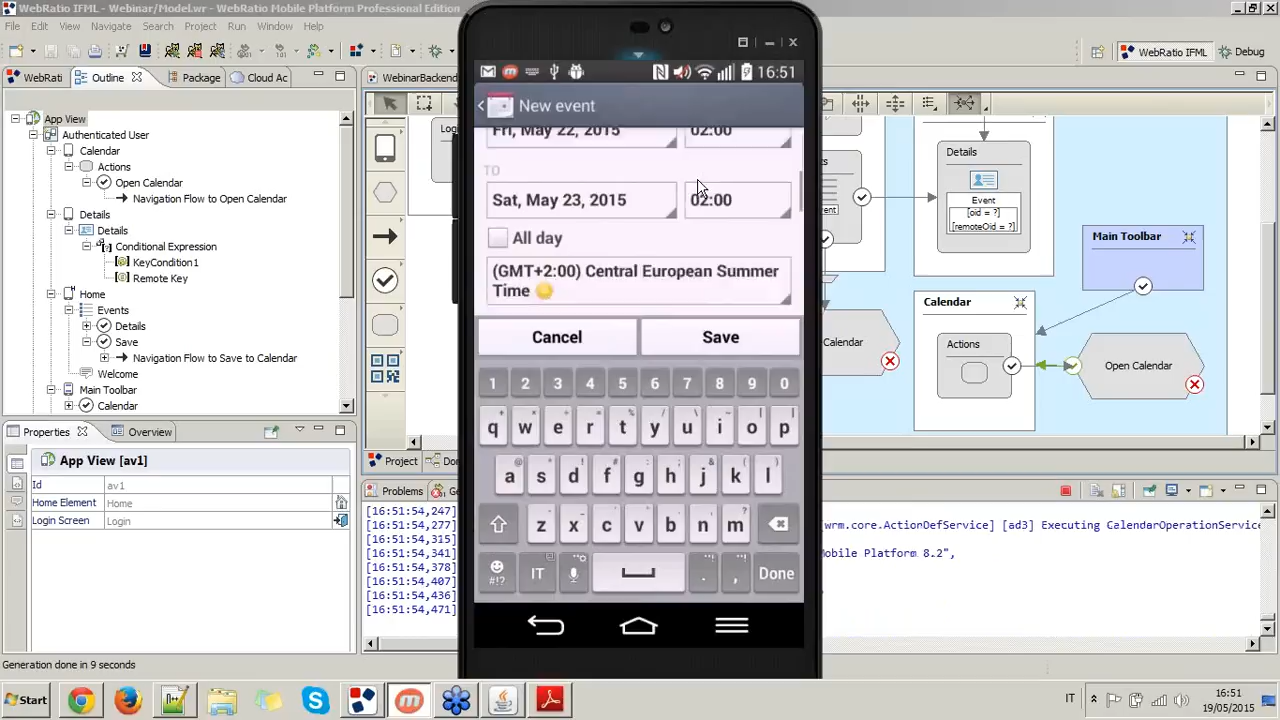 WebRatio IFML - Webinar/Model.wr - WebRatio Mobile Platform Professional Edition
File Edit View Navigate Search Project Run WebRatio Window Help
WebRatio IFML
Debug
WebRati
Outline
Package
Cloud Ac
WebinarBackend
App View
Authenticated User
Calendar
Actions
Open Calendar
Navigation Flow to Open Calendar
Details
Details
Conditional Expression
KeyCondition1
Remote Key
Home
Events
Details
Save
Navigation Flow to Save to Calendar
Welcome
Main Toolbar
Calendar
Properties
Overview
App View [av1]
Id av1
Home Element Home
Login Screen Login
Generation done in 9 seconds
16:51
New event
Fri, May 22, 2015 02:00
TO
Sat, May 23, 2015 02:00
All day
(GMT+2:00) Central European Summer
Time
Cancel Save
1 2 3 4 5 6 7 8 9 0
q w e r t y u i o p
a s d f g h j k l
z x c v b n m
IT . , Done
Details
Event
[oid = ?]
[remoteOid = ?]
Main Toolbar
Calendar
Actions
Open Calendar
Calendar
Project
Problems
[16:51:54,247]
[16:51:54,277] [wrm.core.ActionDefService] [ad3] Executing CalendarOperationService
[16:51:54,315]
[16:51:54,341] Mobile Platform 8.2",
[16:51:54,378]
[16:51:54,407]
[16:51:54,436]
[16:51:54,471]
Start
IT
16:51
19/05/2015